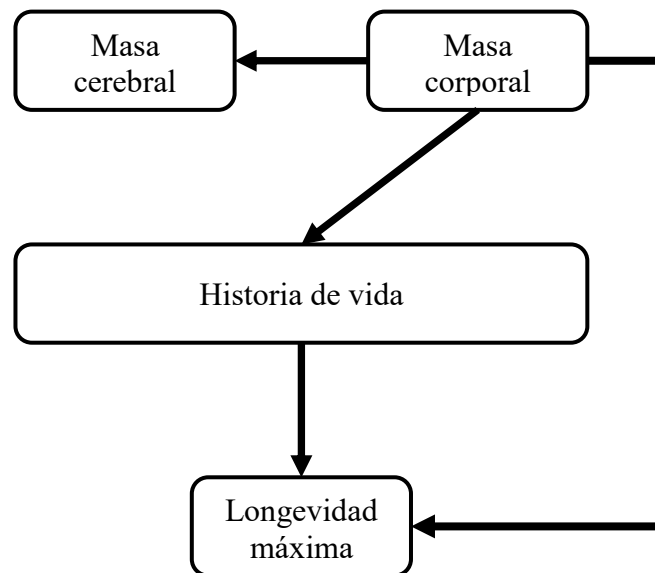 Masa
cerebral
Masa
corporal
Historia de vida
Longevidad
máxima